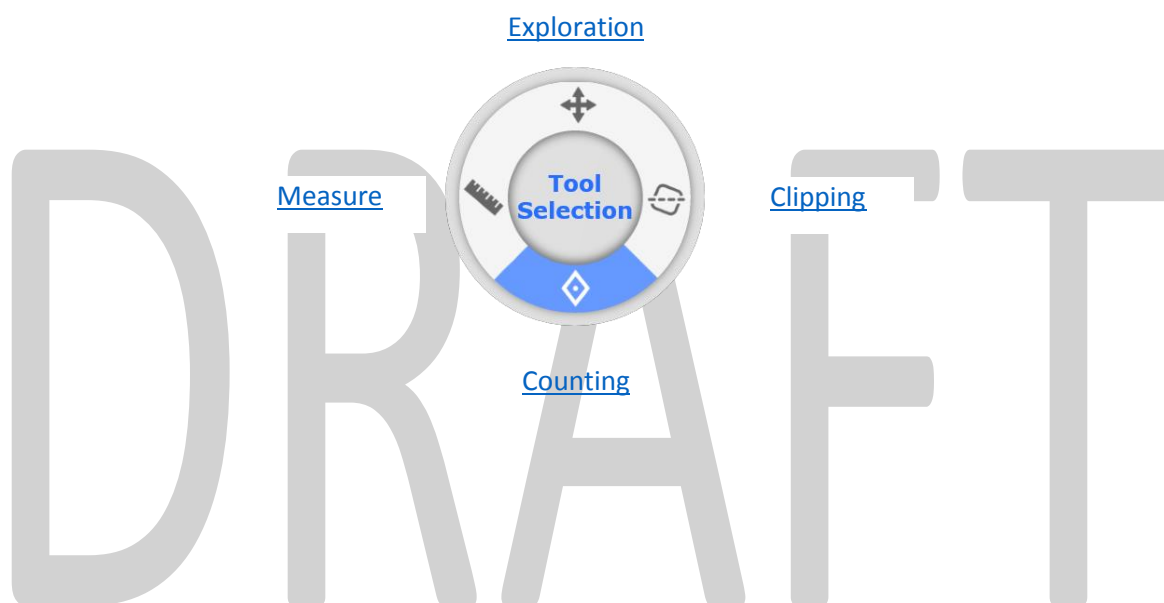 Exploration
Measure
Tool
Selection
Clipping
Counting
DRAFT